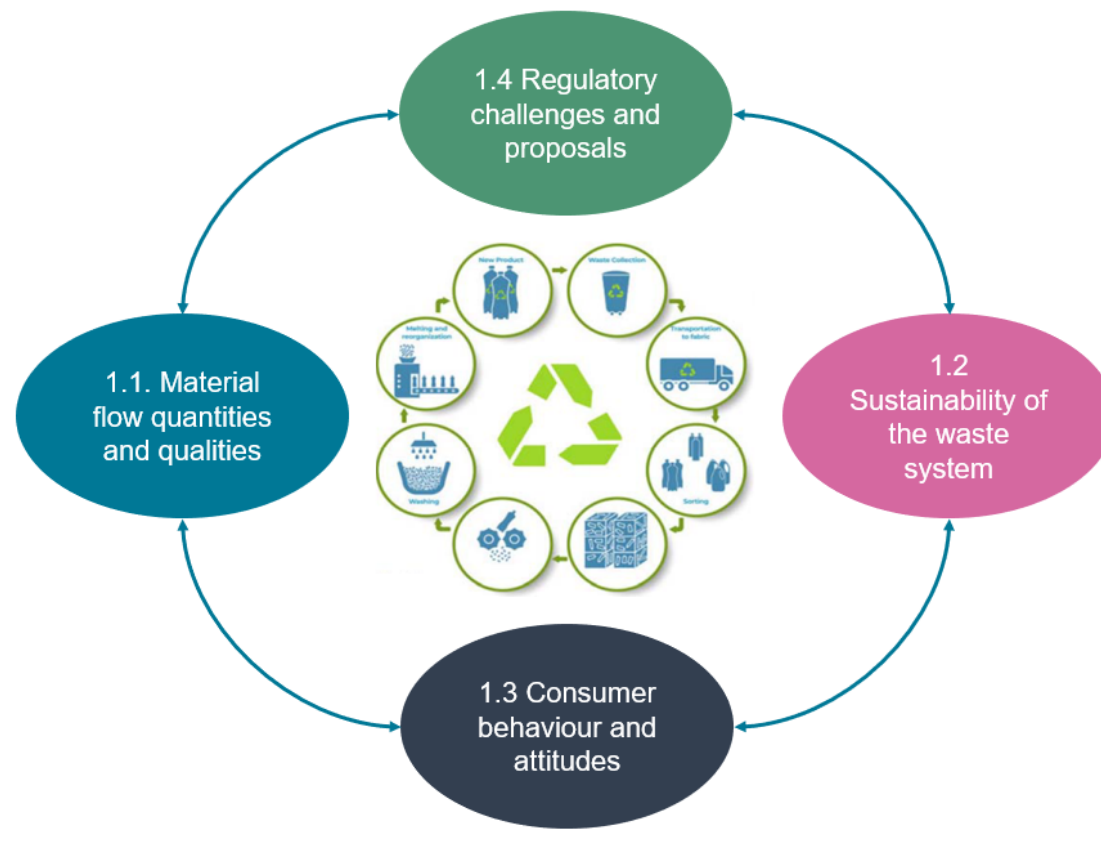 1.4 Regulatory
challenges and
proposals
New Product
Waste Collection
Melting and
reorganization
Transportation
to fabric
1.1. Material
flow quantities
and qualities
1.2
Sustainability of
the waste
system
Washing
Sorting
1.3 Consumer
behaviour and
attitudes